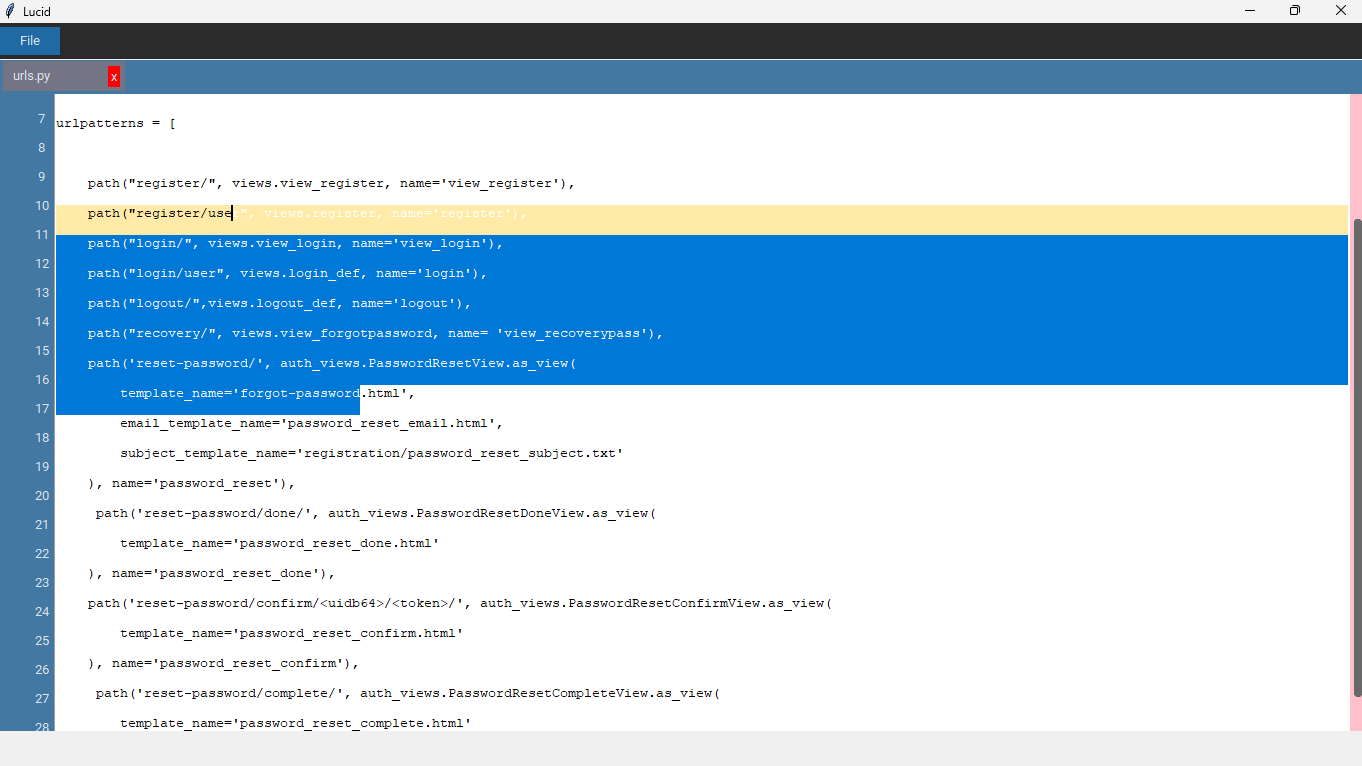 Lucid
File
urls.py x
7 urlpatterns = [
8
9 path("register/", views.view_register, name='view_register'),
10 path("register/user", views.register, name='register'),
11 path("login/", views.view_login, name='view_login'),
12 path("login/user", views.login_def, name='login'),
13 path("logout/",views.logout_def, name='logout'),
14 path("recovery/", views.view_forgotpassword, name= 'view_recoverypass'),
15 path('reset-password/', auth_views.PasswordResetView.as_view(
16 template_name='forgot-password.html',
17 email_template_name='password_reset_email.html',
18 subject_template_name='registration/password_reset_subject.txt'
19 ), name='password_reset'),
20 path('reset-password/done/', auth_views.PasswordResetDoneView.as_view(
21 template_name='password_reset_done.html'
22 ), name='password_reset_done'),
23 path('reset-password/confirm/<uidb64>/<token>/', auth_views.PasswordResetConfirmView.as_view(
24 template_name='password_reset_confirm.html'
25 ), name='password_reset_confirm'),
26 path('reset-password/complete/', auth_views.PasswordResetCompleteView.as_view(
27 template_name='password_reset_complete.html'
28